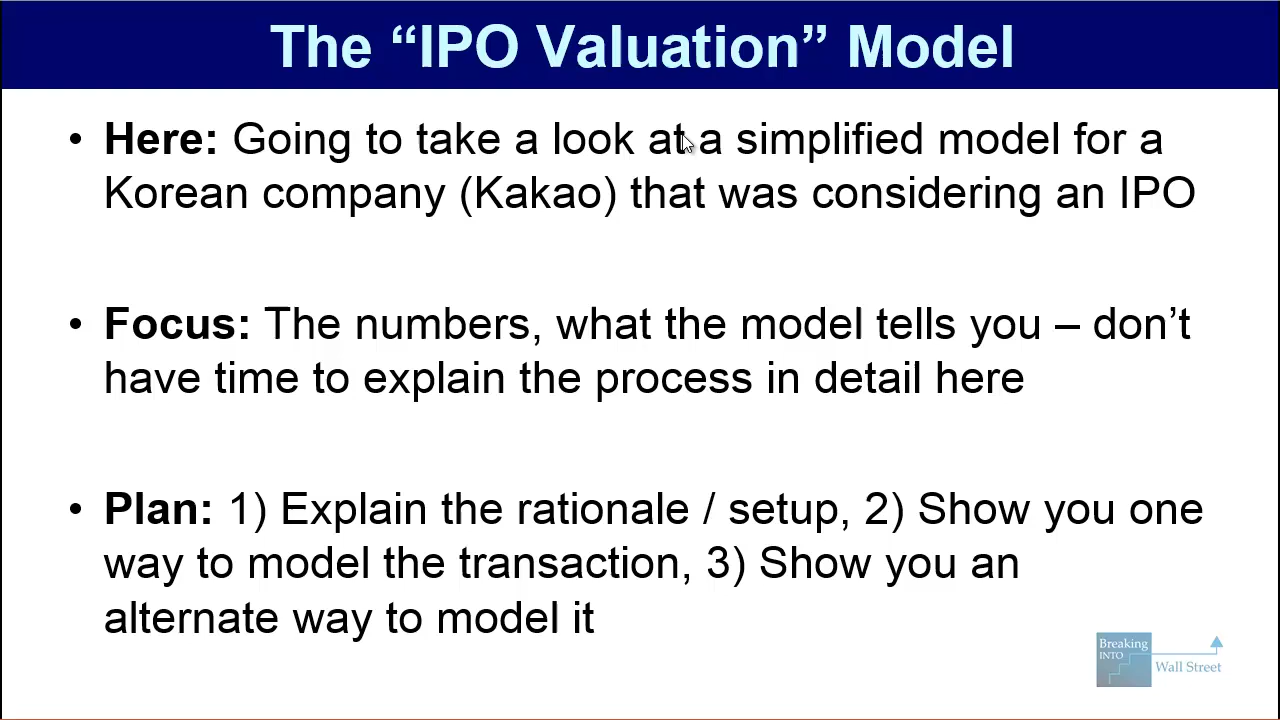 The “IPO Valuation” Model
• Here: Going to take a look at a simplified model for a
Korean company (Kakao) that was considering an IPO
• Focus: The numbers, what the model tells you – don’t
have time to explain the process in detail here
• Plan: 1) Explain the rationale / setup, 2) Show you one
way to model the transaction, 3) Show you an
alternate way to model it
Breaking
INTO
Wall Street